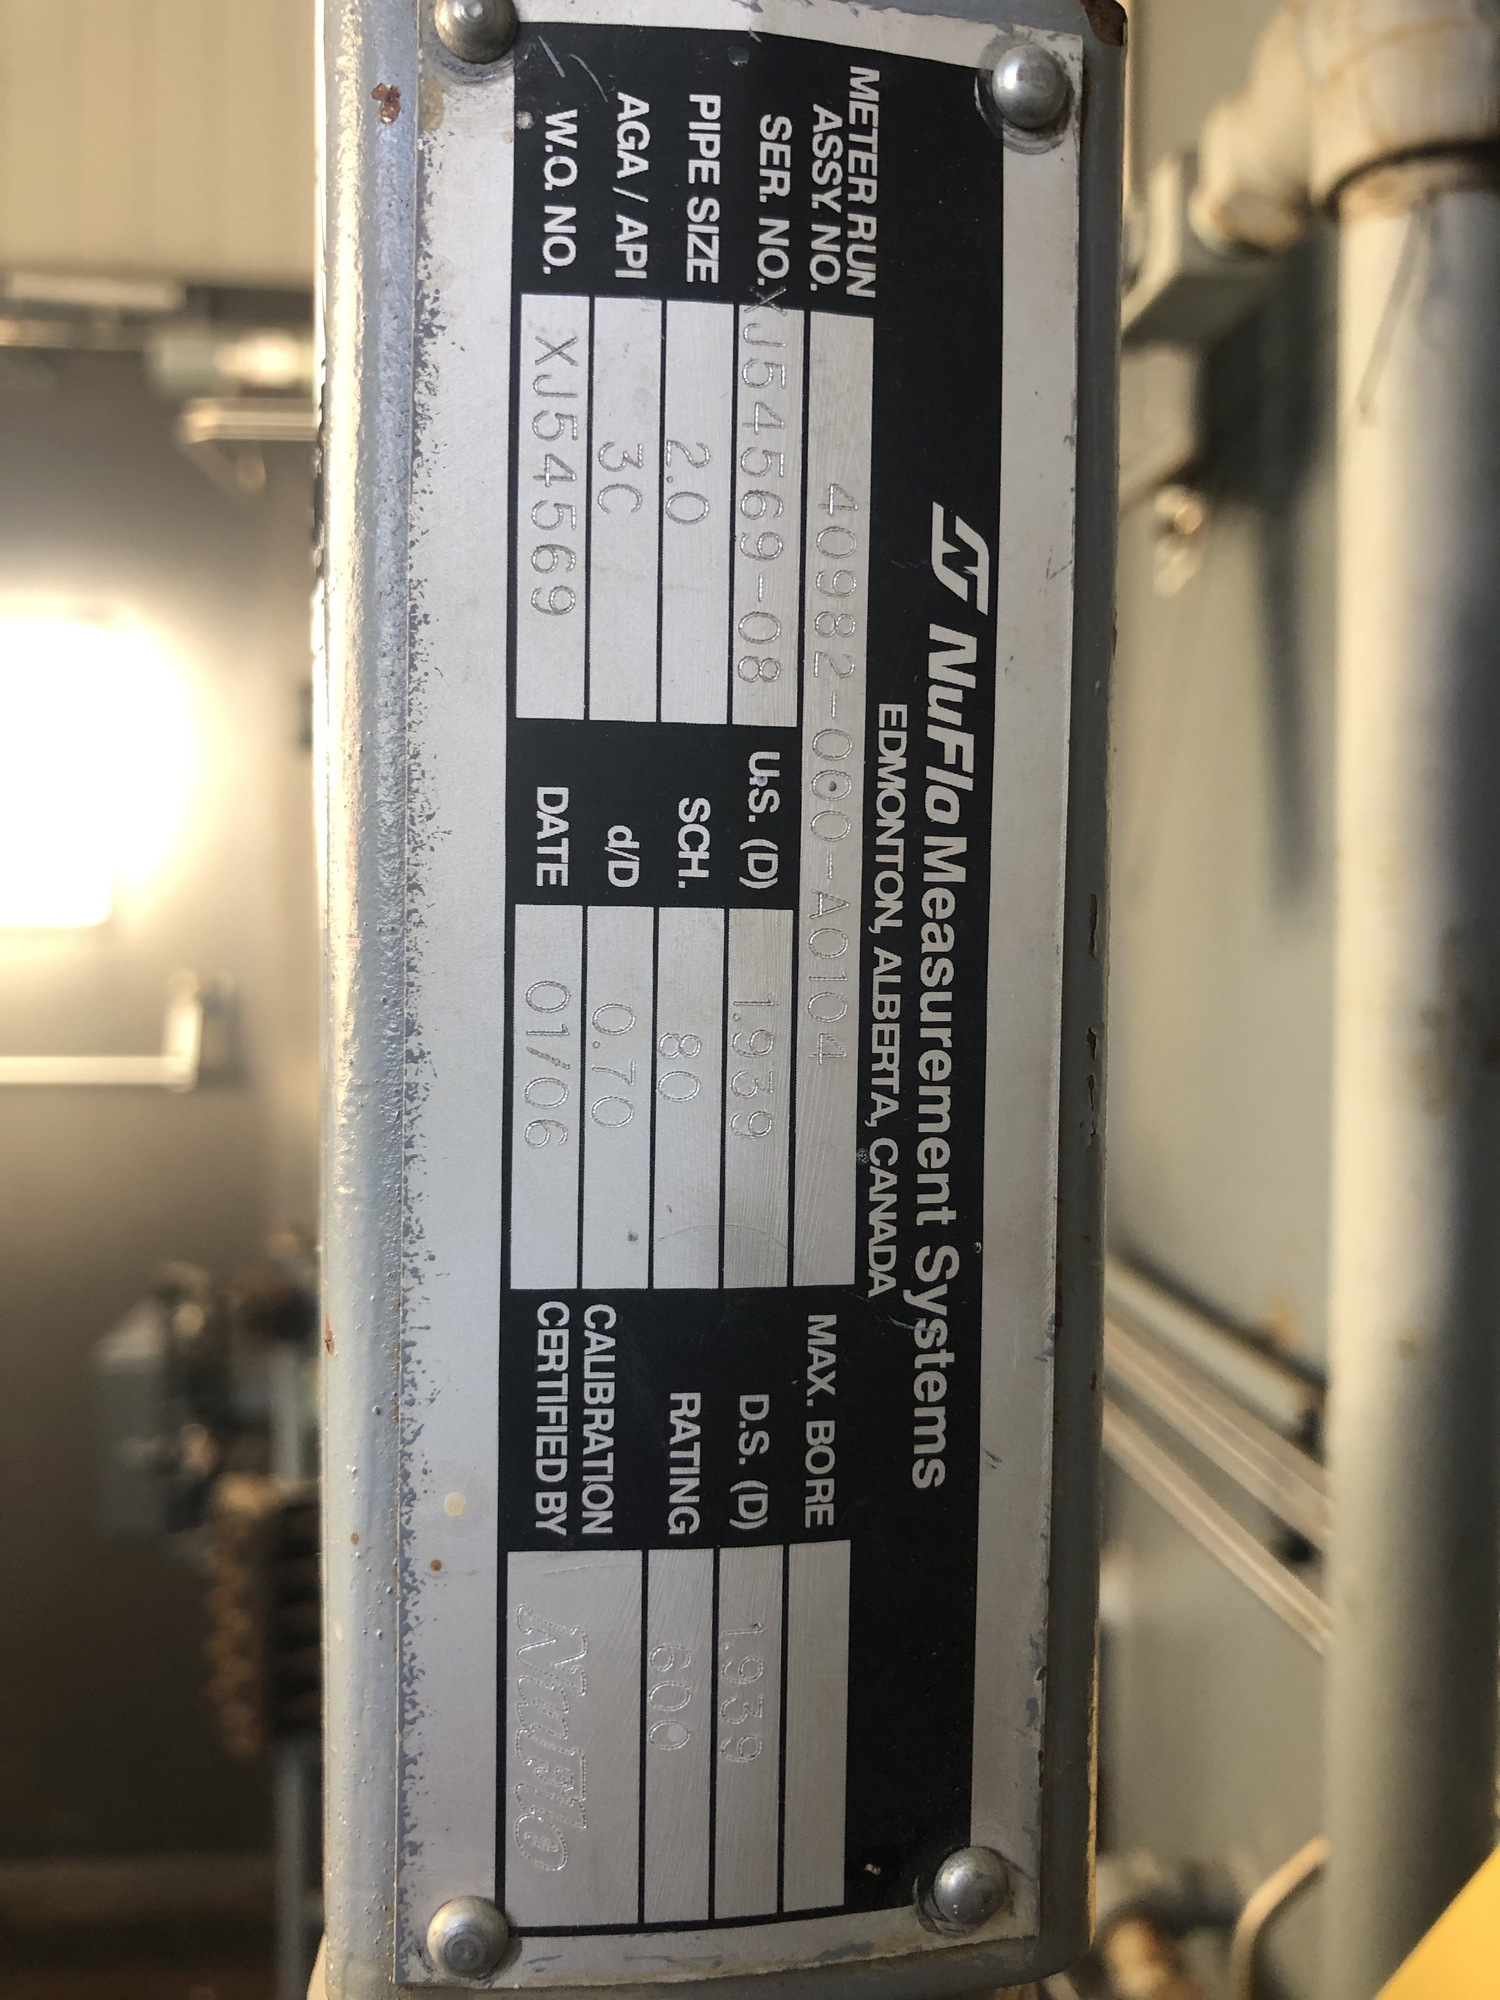 NuFlo Measurement Systems
EDMONTON, ALBERTA, CANADA
METER RUN
ASSY. NO. 40982-000-A0104 MAX. BORE
SER. NO. XJ54569-08 U.S. (D) 1.939 D.S. (D) 1.939
PIPE SIZE 2.0 SCH. 80 RATING 600
AGA / API 3C d/D 0.70 CALIBRATION
W.O. NO. XJ54569 DATE 01/06 CERTIFIED BY NuFlo